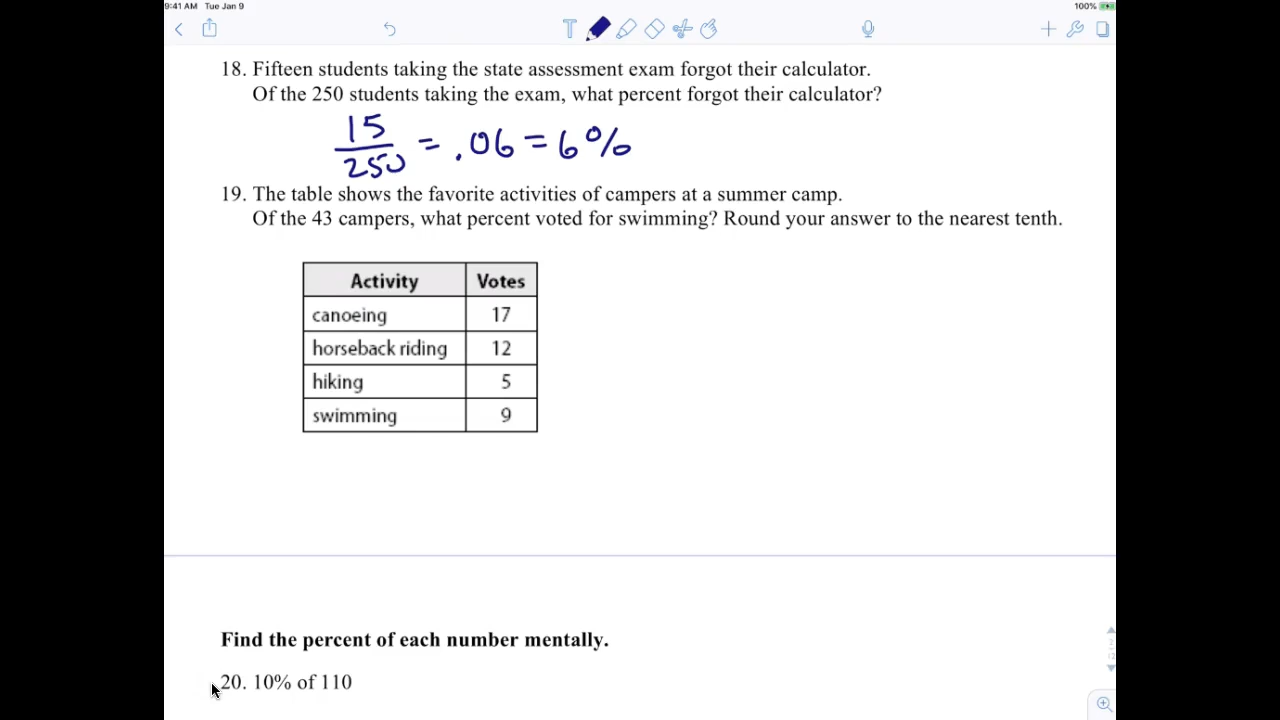 9:41 AM Tue Jan 9
100%
18. Fifteen students taking the state assessment exam forgot their calculator.
Of the 250 students taking the exam, what percent forgot their calculator?
15
250 = .06 = 6%
19. The table shows the favorite activities of campers at a summer camp.
Of the 43 campers, what percent voted for swimming? Round your answer to the nearest tenth.
Activity Votes
canoeing 17
horseback riding 12
hiking 5
swimming 9
Find the percent of each number mentally.
20. 10% of 110